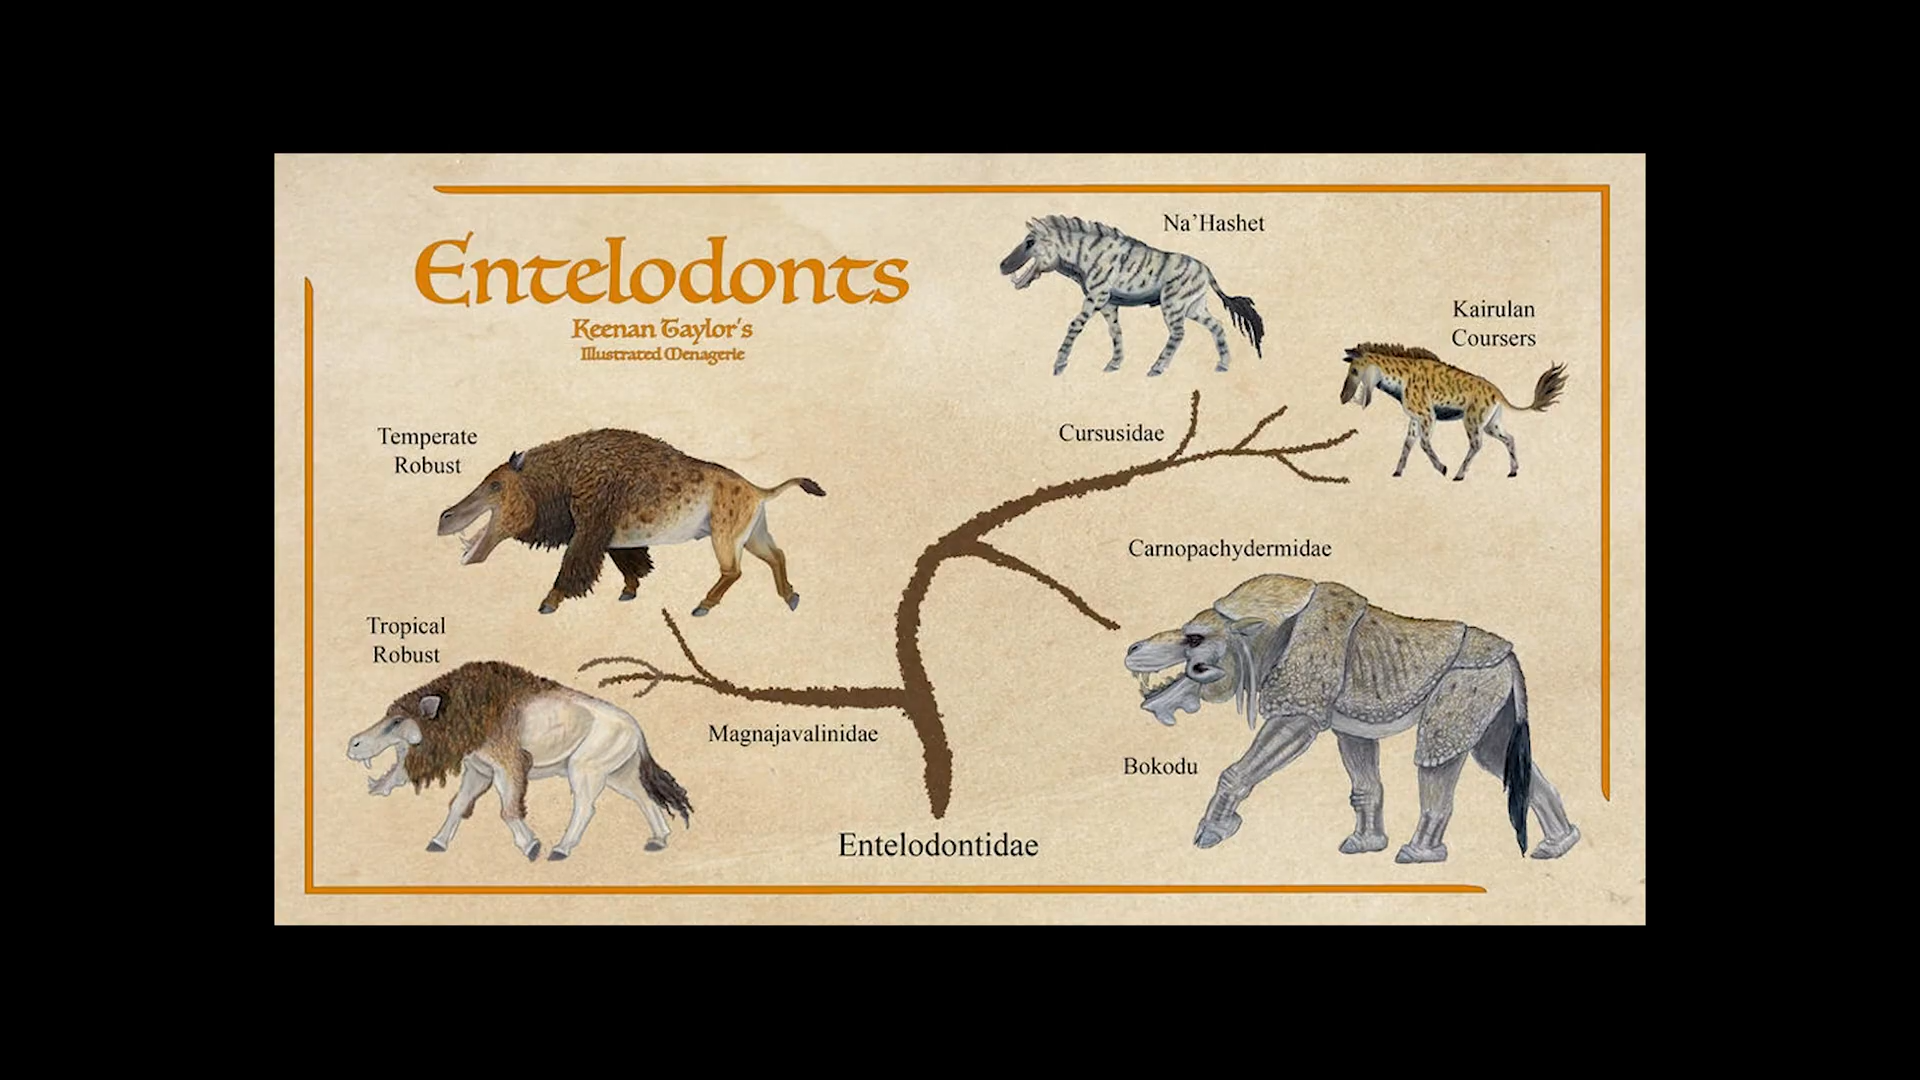 Entelodonts
Keenan Taylor's
Illustrated Menagerie
Na'Hashet
Kairulan
Coursers
Cursusidae
Temperate
Robust
Carnopachydermidae
Tropical
Robust
Magnajavalinidae
Bokodu
Entelodontidae